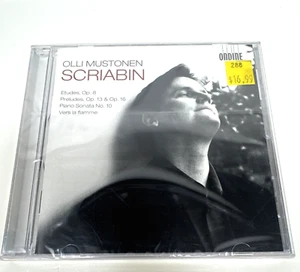 OLLI MUSTONEN
SCRIABIN
Etudes, Op. 8
Preludes, Op. 13 & Op. 16
Piano Sonata No. 10
Vers la flamme
ONDINE
288
$16.99